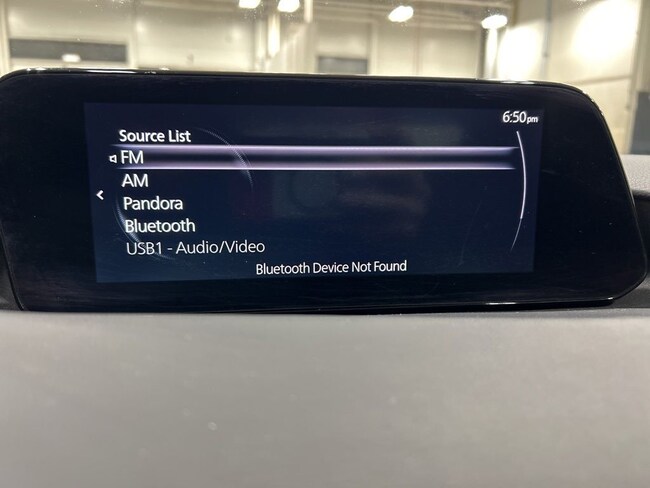 6:50pm
Source List
FM
AM
Pandora
Bluetooth
USB1 - Audio/Video
Bluetooth Device Not Found